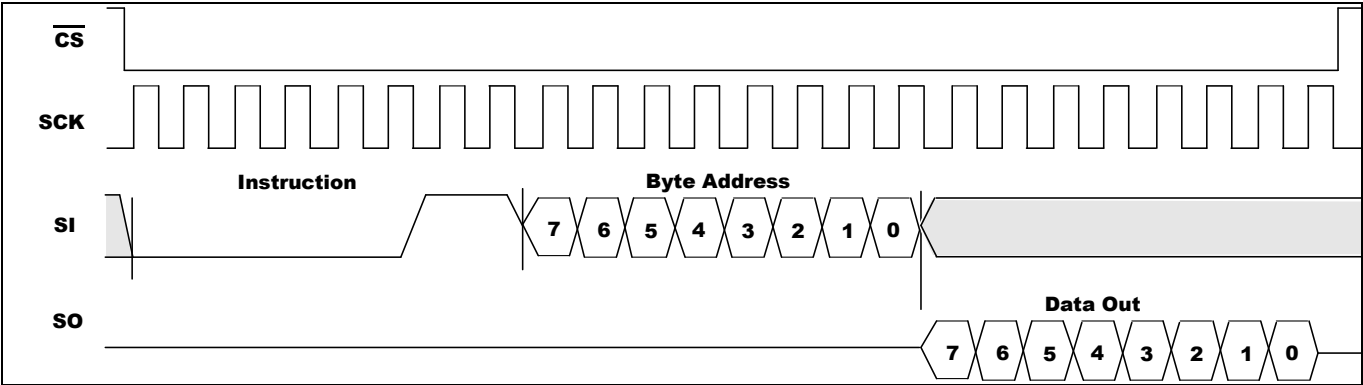 CS
SCK
Instruction
Byte Address
SI
7 6 5 4 3 2 1 0
Data Out
SO
7 6 5 4 3 2 1 0